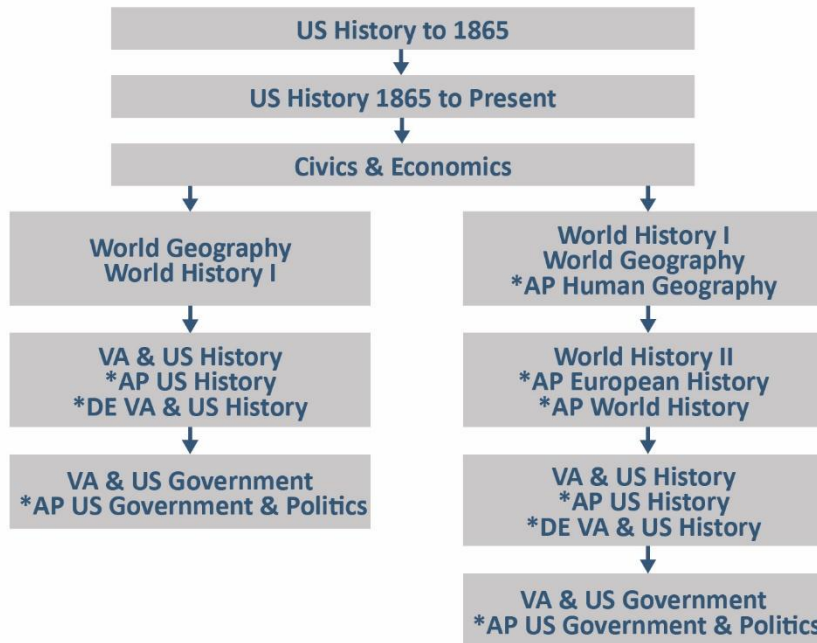 US History to 1865
US History 1865 to Present
Civics & Economics
World Geography
World History I
VA & US History
*AP US History
*DE VA & US History
VA & US Government
*AP US Government & Politics
World History I
World Geography
*AP Human Geography
World History II
*AP European History
*AP World History
VA & US History
*AP US History
*DE VA & US History
VA & US Government
*AP US Government & Politics